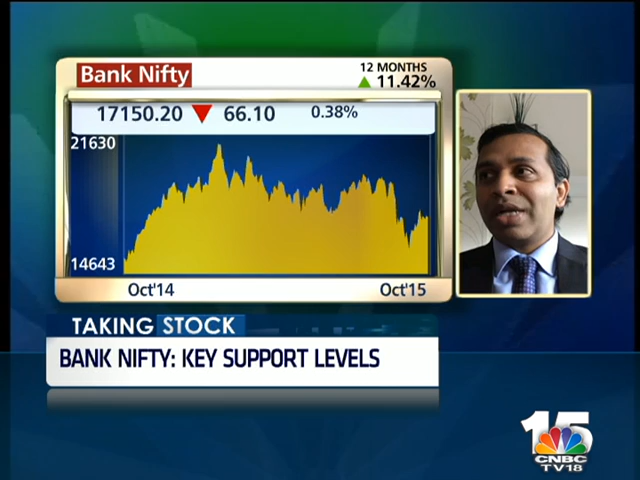 Bank Nifty
12 MONTHS
▲ 11.42%
17150.20 ▼ 66.10 0.38%
21630
14643
Oct'14 Oct'15
TAKING STOCK
BANK NIFTY: KEY SUPPORT LEVELS
15
CNBC
TV18